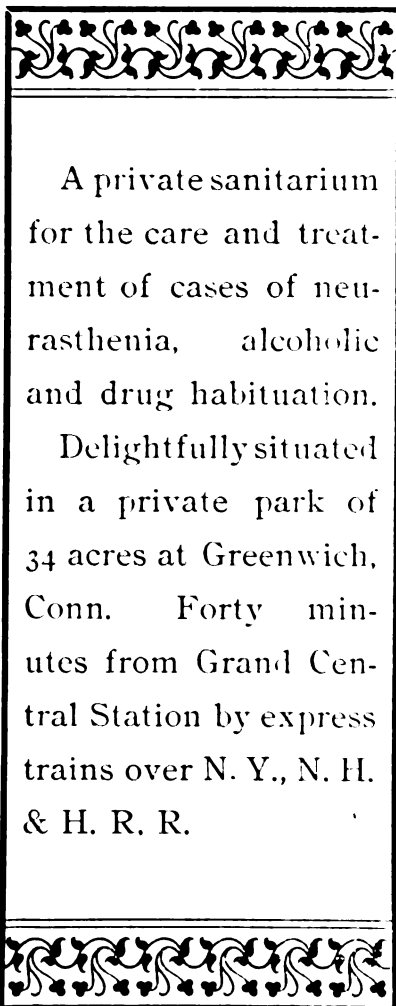 A private sanitarium
for the care and treat-
ment of cases of neu-
rasthenia, alcoholic
and drug habituation.
Delightfully situated
in a private park of
34 acres at Greenwich,
Conn. Forty min-
utes from Grand Cen-
tral Station by express
trains over N. Y., N. H.
& H. R. R.